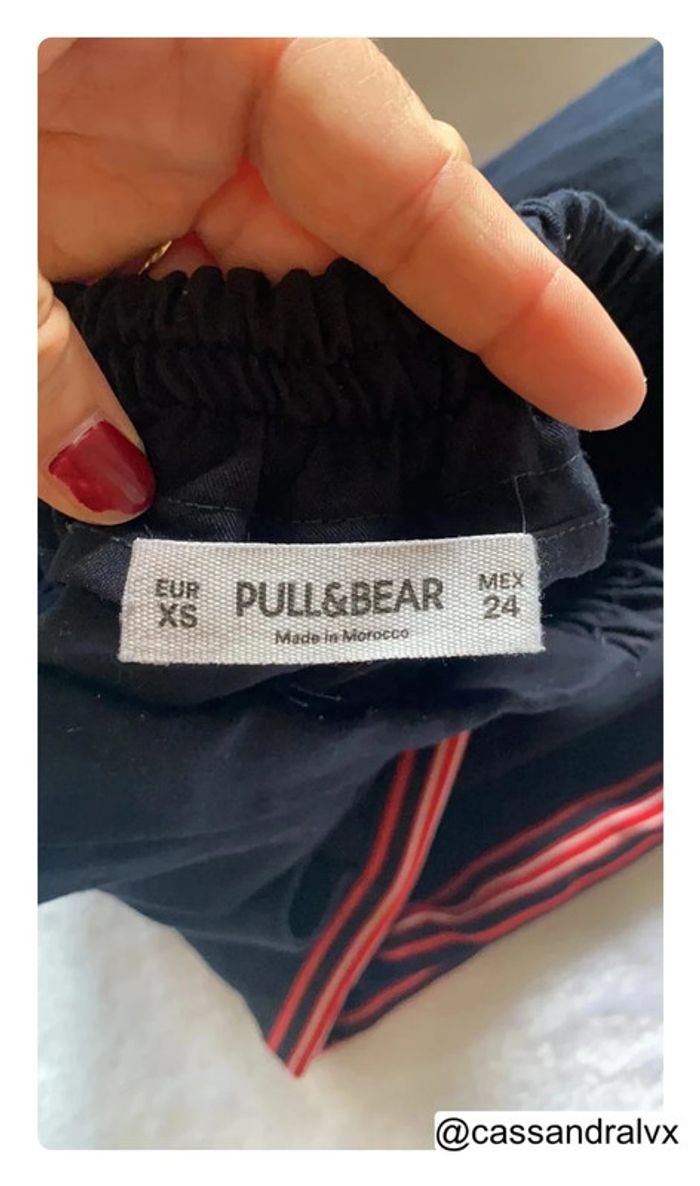 EUR
XS
PULL&BEAR
Made in Morocco
MEX
24
@cassandralvx